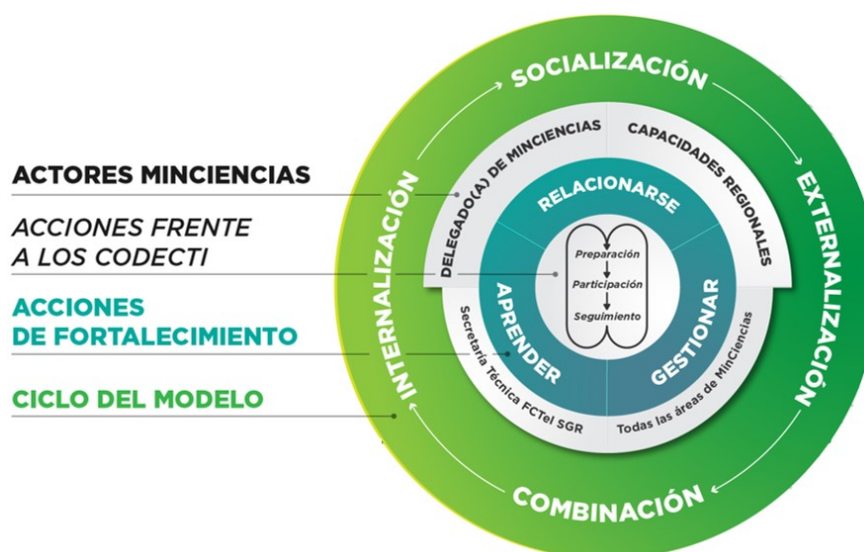 ACTORES MINCIENCIAS
ACCIONES FRENTE
A LOS CODECTI
ACCIONES
DE FORTALECIMIENTO
CICLO DEL MODELO
SOCIALIZACIÓN
EXTERNALIZACIÓN
COMBINACIÓN
INTERNALIZACIÓN
DELEGADO(A) DE MINCIENCIAS
CAPACIDADES REGIONALES
Todas las áreas de MinCiencias
Secretaría Técnica FCTeI SGR
RELACIONARSE
GESTIONAR
APRENDER
Preparación
Participación
Seguimiento